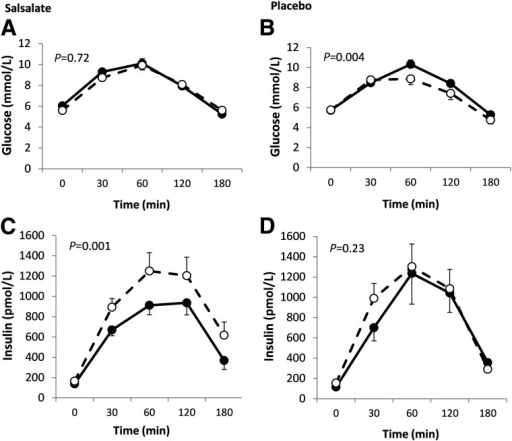 Salsalate
Placebo
A
P=0.72
Glucose (mmol/L)
12
10
8
6
4
2
0
0 30 60 120 180
Time (min)
B
P=0.004
Glucose (mmol/L)
12
10
8
6
4
2
0
0 30 60 120 180
Time (min)
C
P=0.001
Insulin (pmol/L)
1600
1400
1200
1000
800
600
400
200
0
0 30 60 120 180
Time (min)
D
P=0.23
Insulin (pmol/L)
1600
1400
1200
1000
800
600
400
200
0
0 30 60 120 180
Time (min)